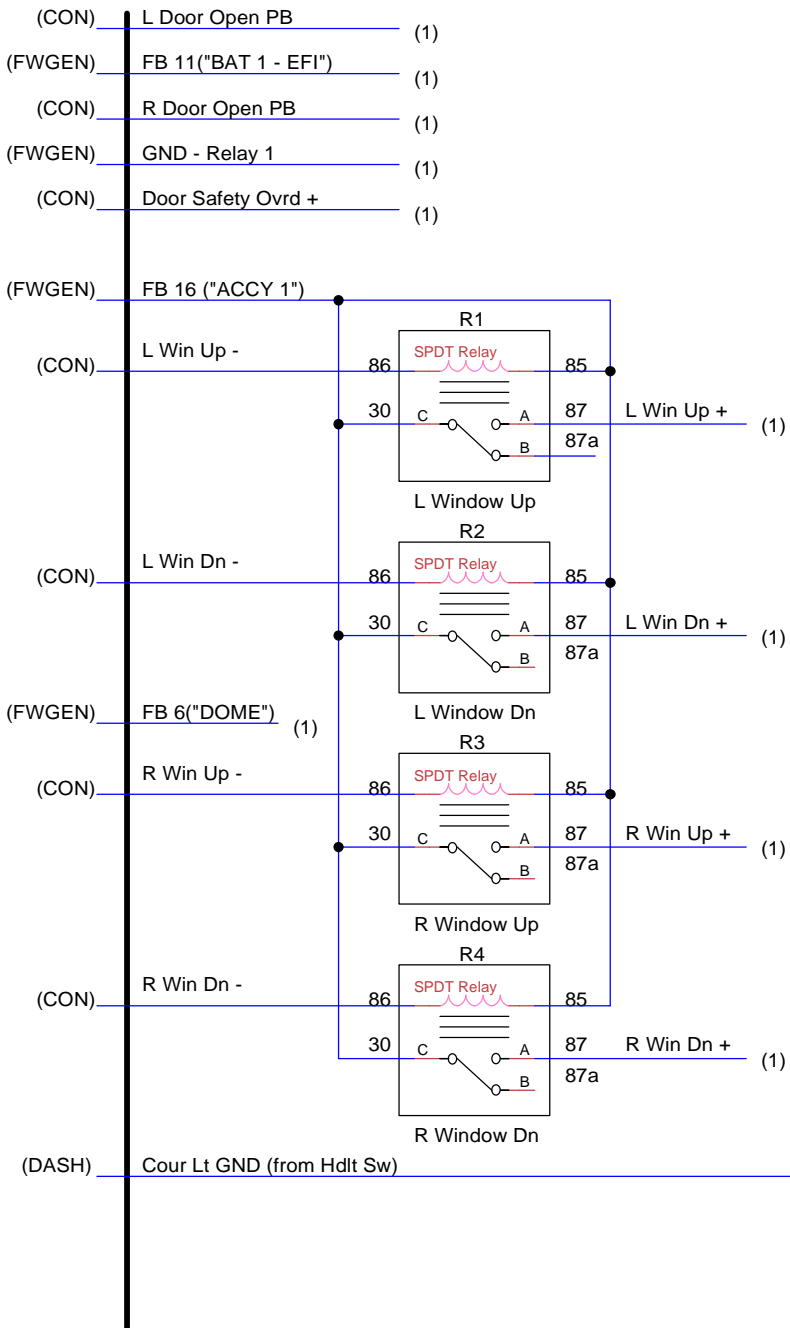 (CON) L Door Open PB (1)
(FWGEN) FB 11("BAT 1 - EFI") (1)
(CON) R Door Open PB (1)
(FWGEN) GND - Relay 1 (1)
(CON) Door Safety Ovrd + (1)
(FWGEN) FB 16 ("ACCY 1")
R1
(CON) L Win Up - 86 SPDT Relay 85
30 C A 87 L Win Up + (1)
B 87a
L Window Up
R2
(CON) L Win Dn - 86 SPDT Relay 85
30 C A 87 L Win Dn + (1)
B 87a
L Window Dn
(FWGEN) FB 6("DOME") (1)
R3
(CON) R Win Up - 86 SPDT Relay 85
30 C A 87 R Win Up + (1)
B 87a
R Window Up
R4
(CON) R Win Dn - 86 SPDT Relay 85
30 C A 87 R Win Dn + (1)
B 87a
R Window Dn
(DASH) Cour Lt GND (from Hdlt Sw)